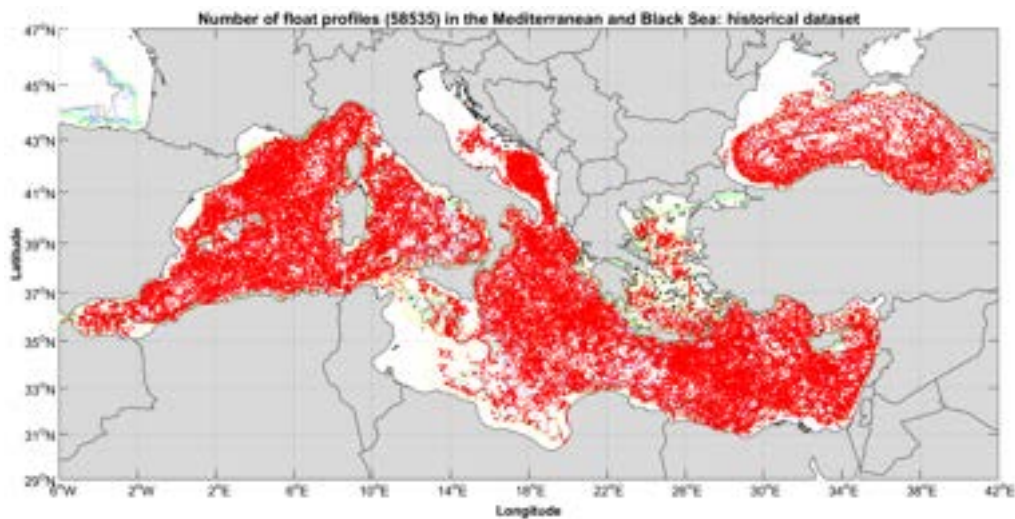 Number of float profiles (58535) in the Mediterranean and Black Sea: historical dataset
47°N
45°N
43°N
41°N
39°N
37°N
35°N
33°N
31°N
29°N
Latitude
6°W 2°W 2°E 6°E 10°E 14°E 18°E 22°E 26°E 30°E 34°E 38°E 42°E
Longitude